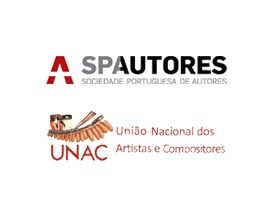 SPAUTORES
SOCIEDADE PORTUGUESA DE AUTORES
União Nacional dos
UNAC Artistas e Compositores